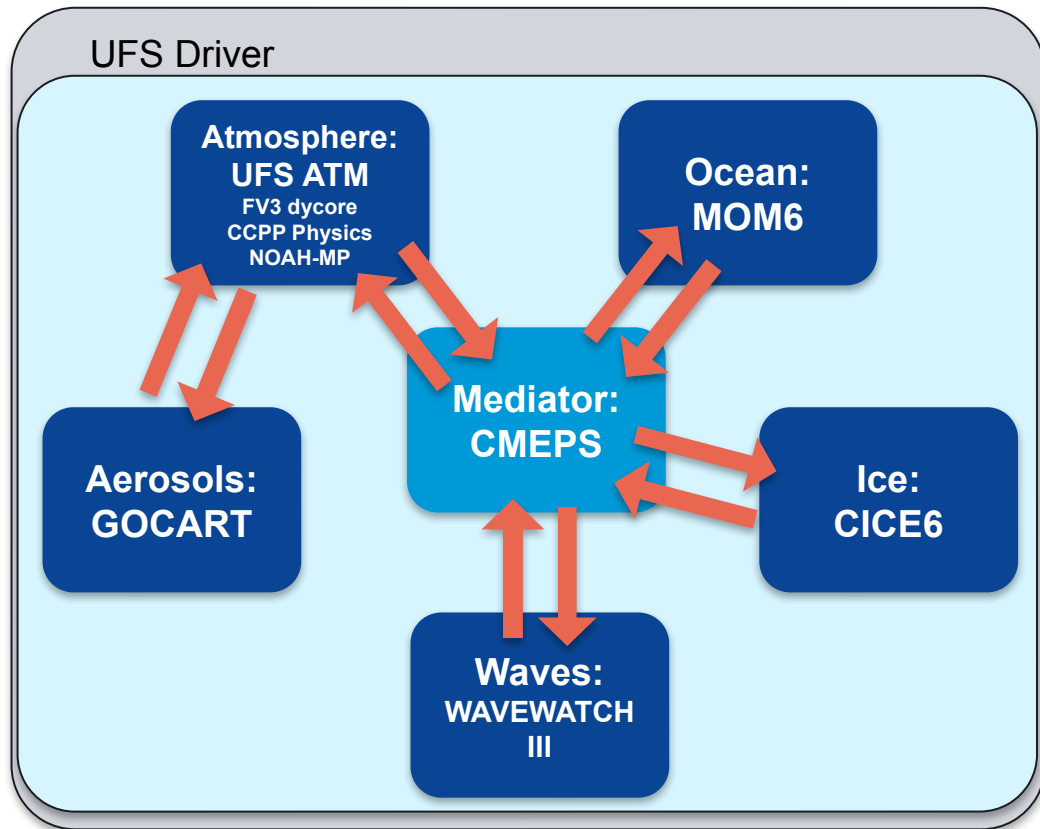 UFS Driver
Atmosphere:
UFS ATM
FV3 dycore
CCPP Physics
NOAH-MP
Ocean:
MOM6
Mediator:
CMEPS
Aerosols:
GOCART
Ice:
CICE6
Waves:
WAVEWATCH
III